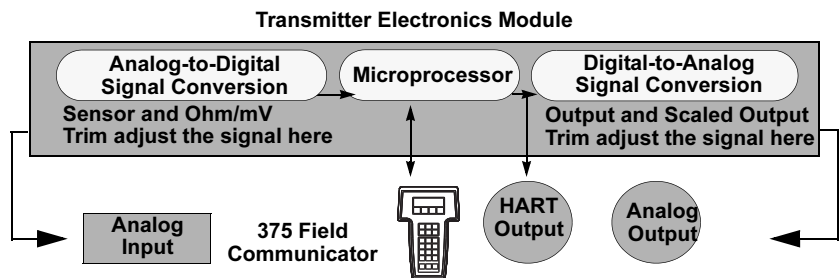 Transmitter Electronics Module
Analog-to-Digital
Signal Conversion
Microprocessor
Digital-to-Analog
Signal Conversion
Sensor and Ohm/mV
Trim adjust the signal here
Output and Scaled Output
Trim adjust the signal here
Analog
Input
375 Field
Communicator
HART
Output
Analog
Output